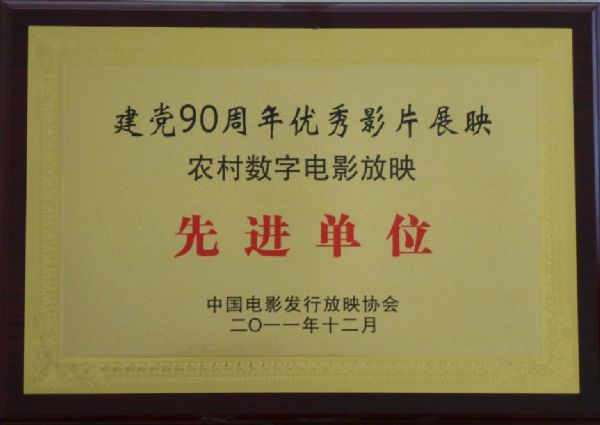 建党90周年优秀影片展映
农村数字电影放映
先进单位
中国电影发行放映协会
二〇一一年十二月